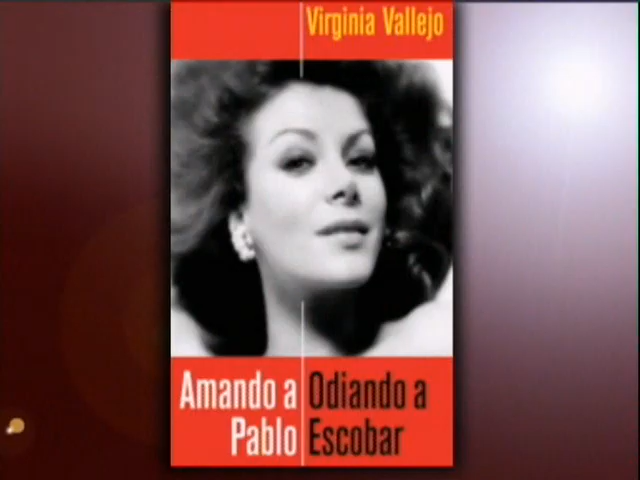 Virginia Vallejo
Amando a
Pablo
Odiando a
Escobar